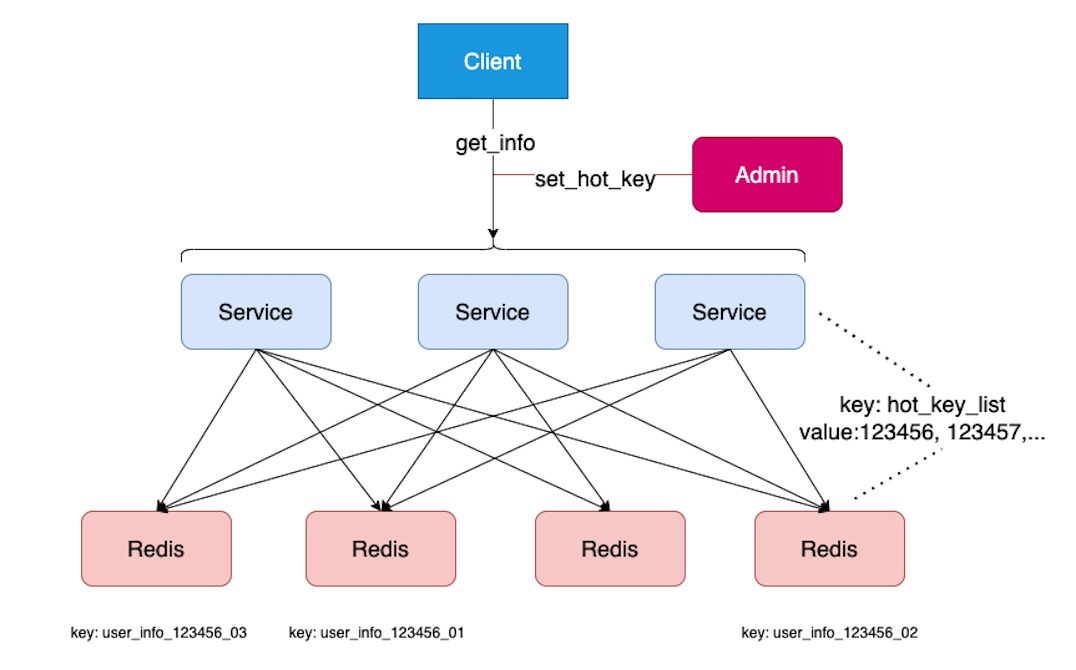 Client
get_info
set_hot_key
Admin
Service
Service
Service
key: hot_key_list
value:123456, 123457,...
Redis
Redis
Redis
Redis
key: user_info_123456_03
key: user_info_123456_01
key: user_info_123456_02